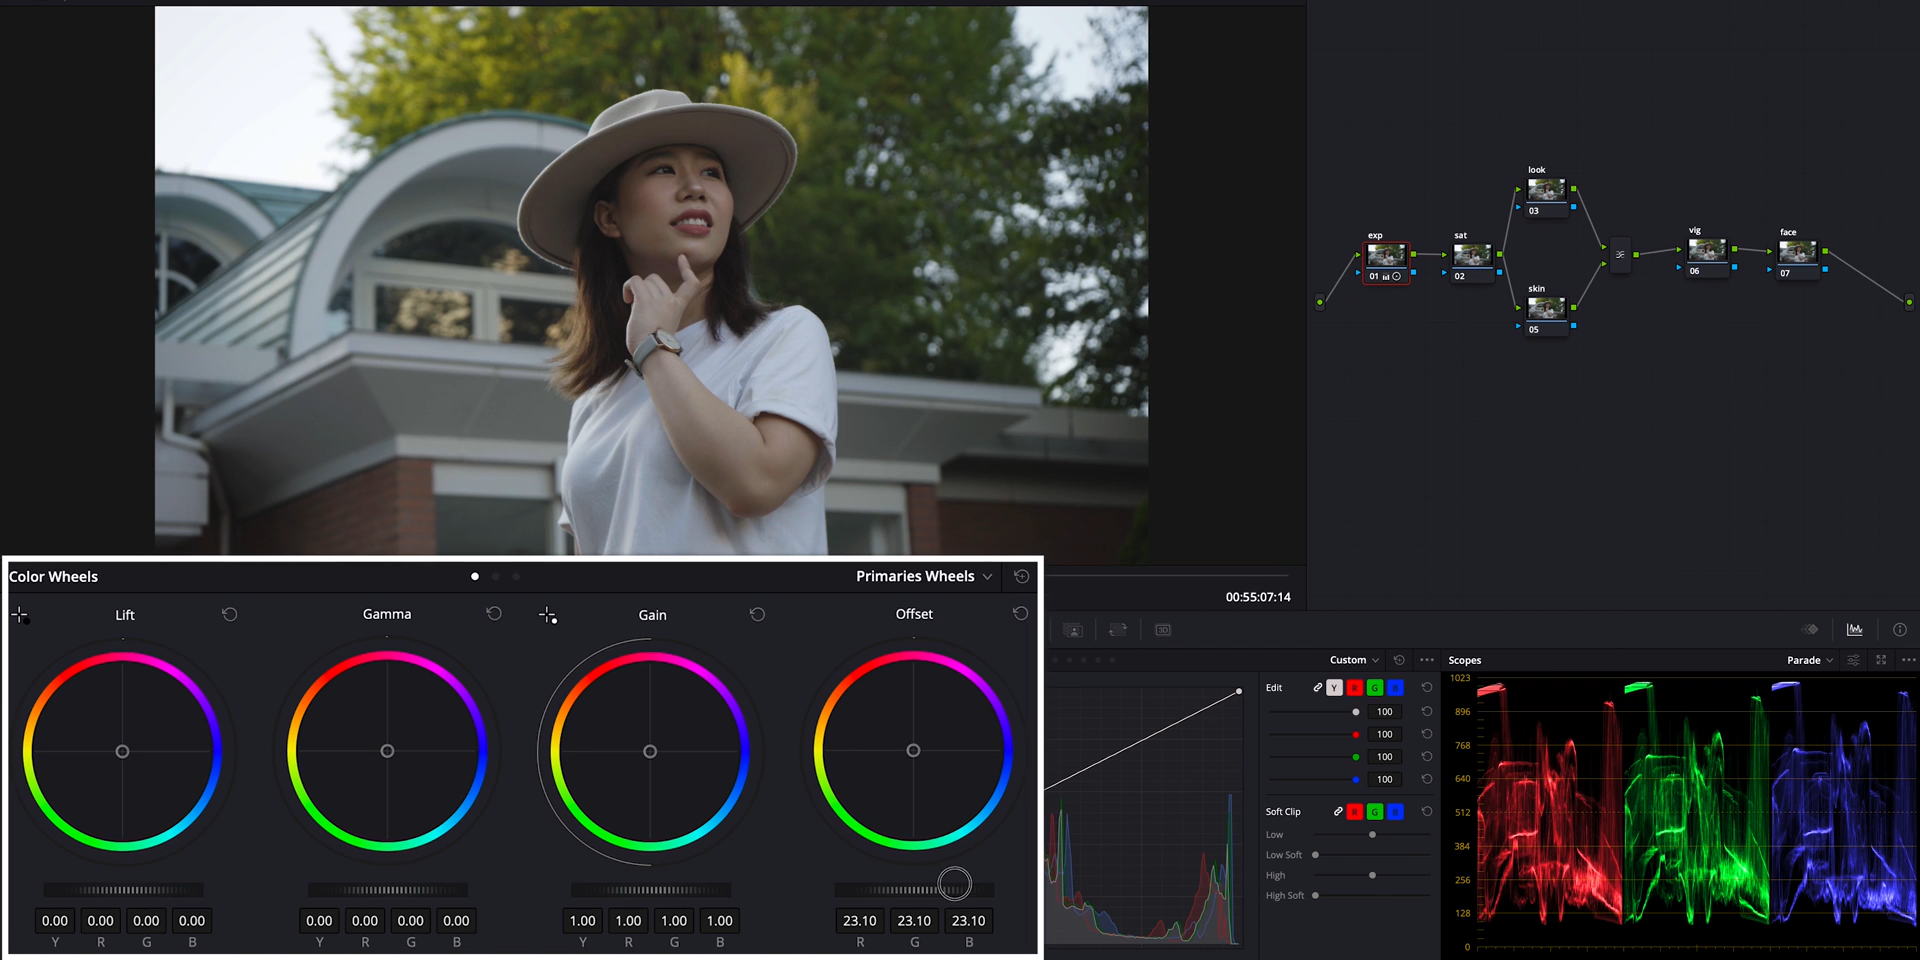 look
03
exp
01
sat
02
skin
05
vig
06
face
07
Color Wheels
Primaries Wheels
Lift
Gamma
Gain
Offset
0.00 0.00 0.00 0.00
Y R G B
0.00 0.00 0.00 0.00
Y R G B
1.00 1.00 1.00 1.00
Y R G B
23.10 23.10 23.10
R G B
00:55:07:14
3D
Custom
Edit Y R G B
100
100
100
100
Soft Clip R G B
Low
Low Soft
High
High Soft
Scopes
Parade
1023
896
768
640
512
384
256
128
0